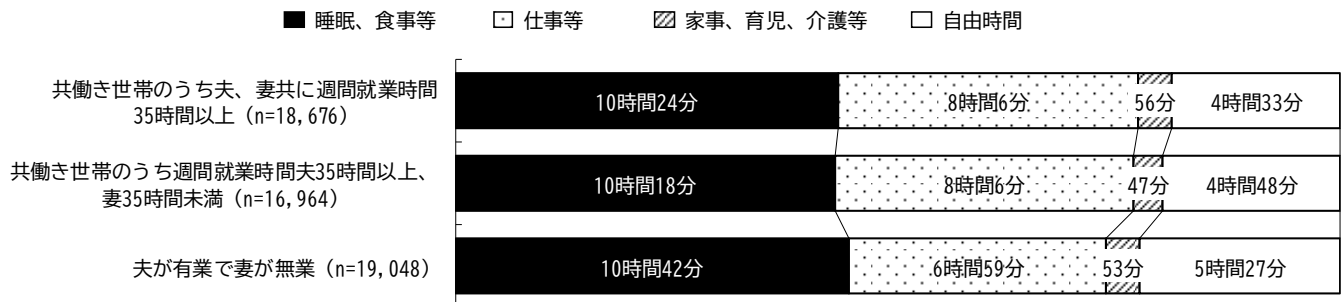 睡眠、食事等 仕事等 家事、育児、介護等 自由時間
共働き世帯のうち夫、妻共に週間就業時間
35時間以上（n=18,676）
10時間24分 8時間6分 56分 4時間33分
共働き世帯のうち週間就業時間夫35時間以上、
妻35時間未満（n=16,964）
10時間18分 8時間6分 47分 4時間48分
夫が有業で妻が無業（n=19,048）
10時間42分 6時間59分 53分 5時間27分